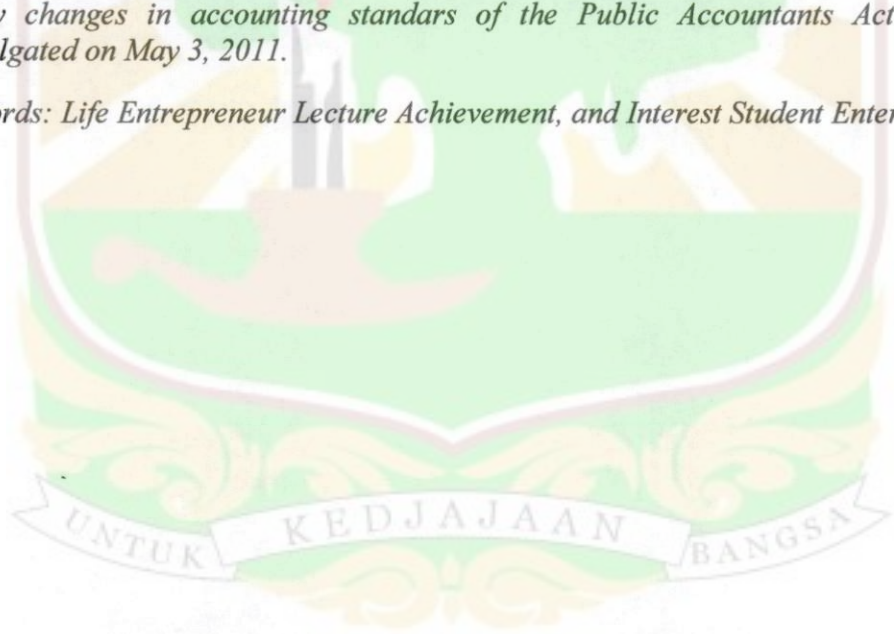 y changes in accounting standars of the Public Accountants Act
lgated on May 3, 2011.
rds: Life Entrepreneur Lecture Achievement, and Interest Student Enter
UNTUK KEDJAJAAN BANGSA